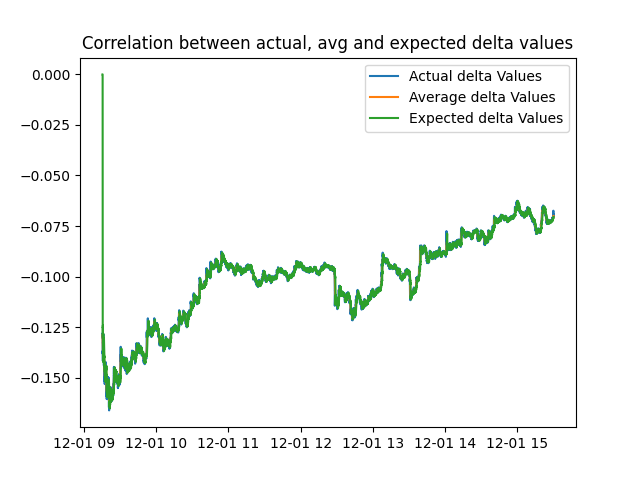 Correlation between actual, avg and expected delta values
Actual delta Values
Average delta Values
Expected delta Values
0.000
−0.025
−0.050
−0.075
−0.100
−0.125
−0.150
12-01 09 12-01 10 12-01 11 12-01 12 12-01 13 12-01 14 12-01 15